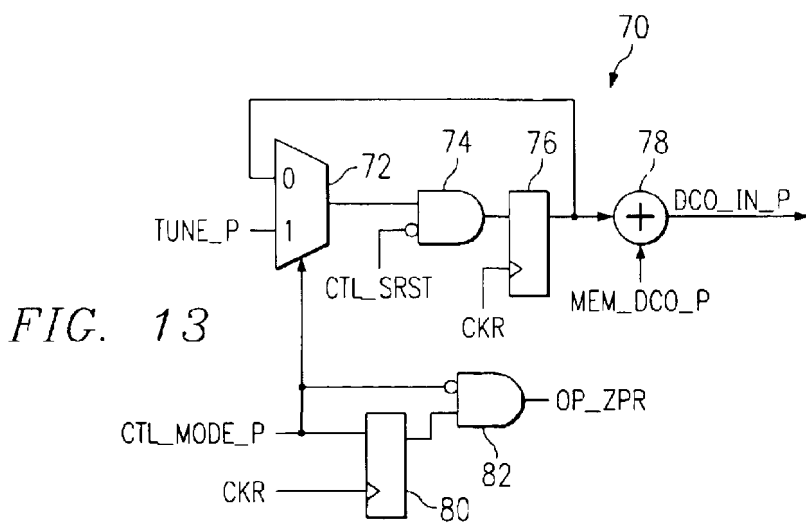 70
74
76
78
72
0
DCO_IN_P
TUNE_P
1
CTL_SRST
MEM_DCO_P
CKR
FIG. 13
OP_ZPR
CTL_MODE_P
82
CKR
80